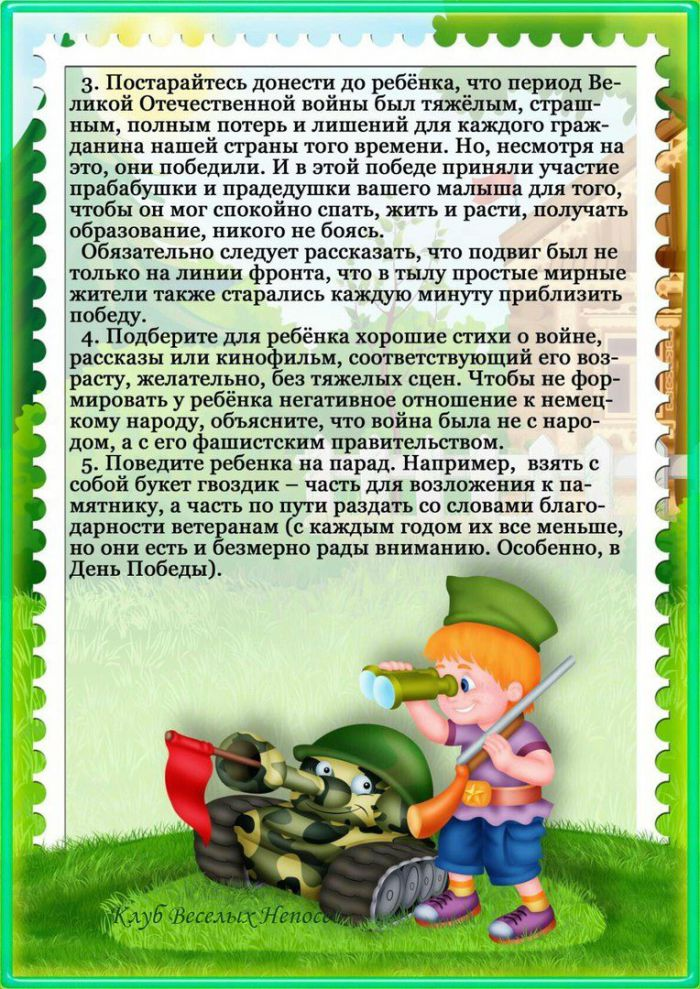 3. Постарайтесь донести до ребёнка, что период Ве-
ликой Отечественной войны был тяжёлым, страш-
ным, полным потерь и лишений для каждого граж-
данина нашей страны того времени. Но, несмотря на
это, они победили. И в этой победе приняли участие
прабабушки и прадедушки вашего малыша для того,
чтобы он мог спокойно спать, жить и расти, получать
образование, никого не боясь.
Обязательно следует рассказать, что подвиг был не
только на линии фронта, что в тылу простые мирные
жители также старались каждую минуту приблизить
победу.
4. Подберите для ребёнка хорошие стихи о войне,
рассказы или кинофильм, соответствующий его воз-
расту, желательно, без тяжелых сцен. Чтобы не фор-
мировать у ребёнка негативное отношение к немец-
кому народу, объясните, что война была не с наро-
дом, а с его фашистским правительством.
5. Поведите ребенка на парад. Например, взять с
собой букет гвоздик – часть для возложения к па-
мятнику, а часть по пути раздать со словами благо-
дарности ветеранам (с каждым годом их все меньше,
но они есть и безмерно рады вниманию. Особенно, в
День Победы).
Клуб Веселых